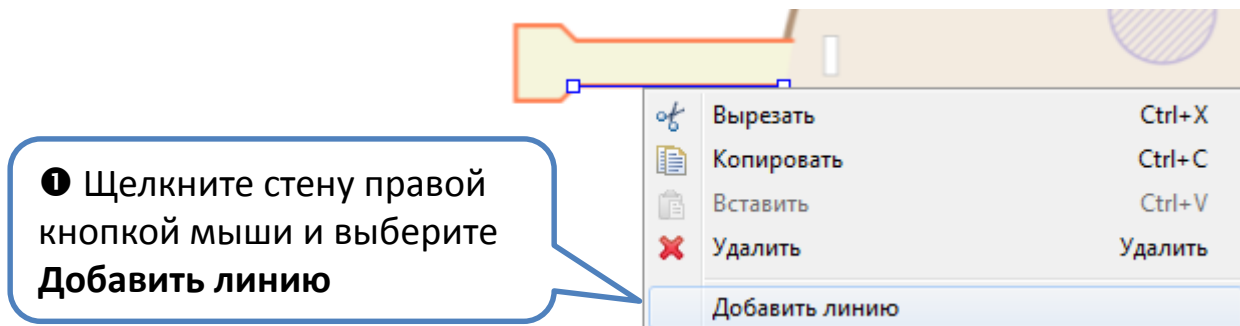 Вырезать Ctrl+X
Копировать Ctrl+C
Вставить Ctrl+V
Удалить Удалить
Добавить линию
❶ Щелкните стену правой
кнопкой мыши и выберите
Добавить линию